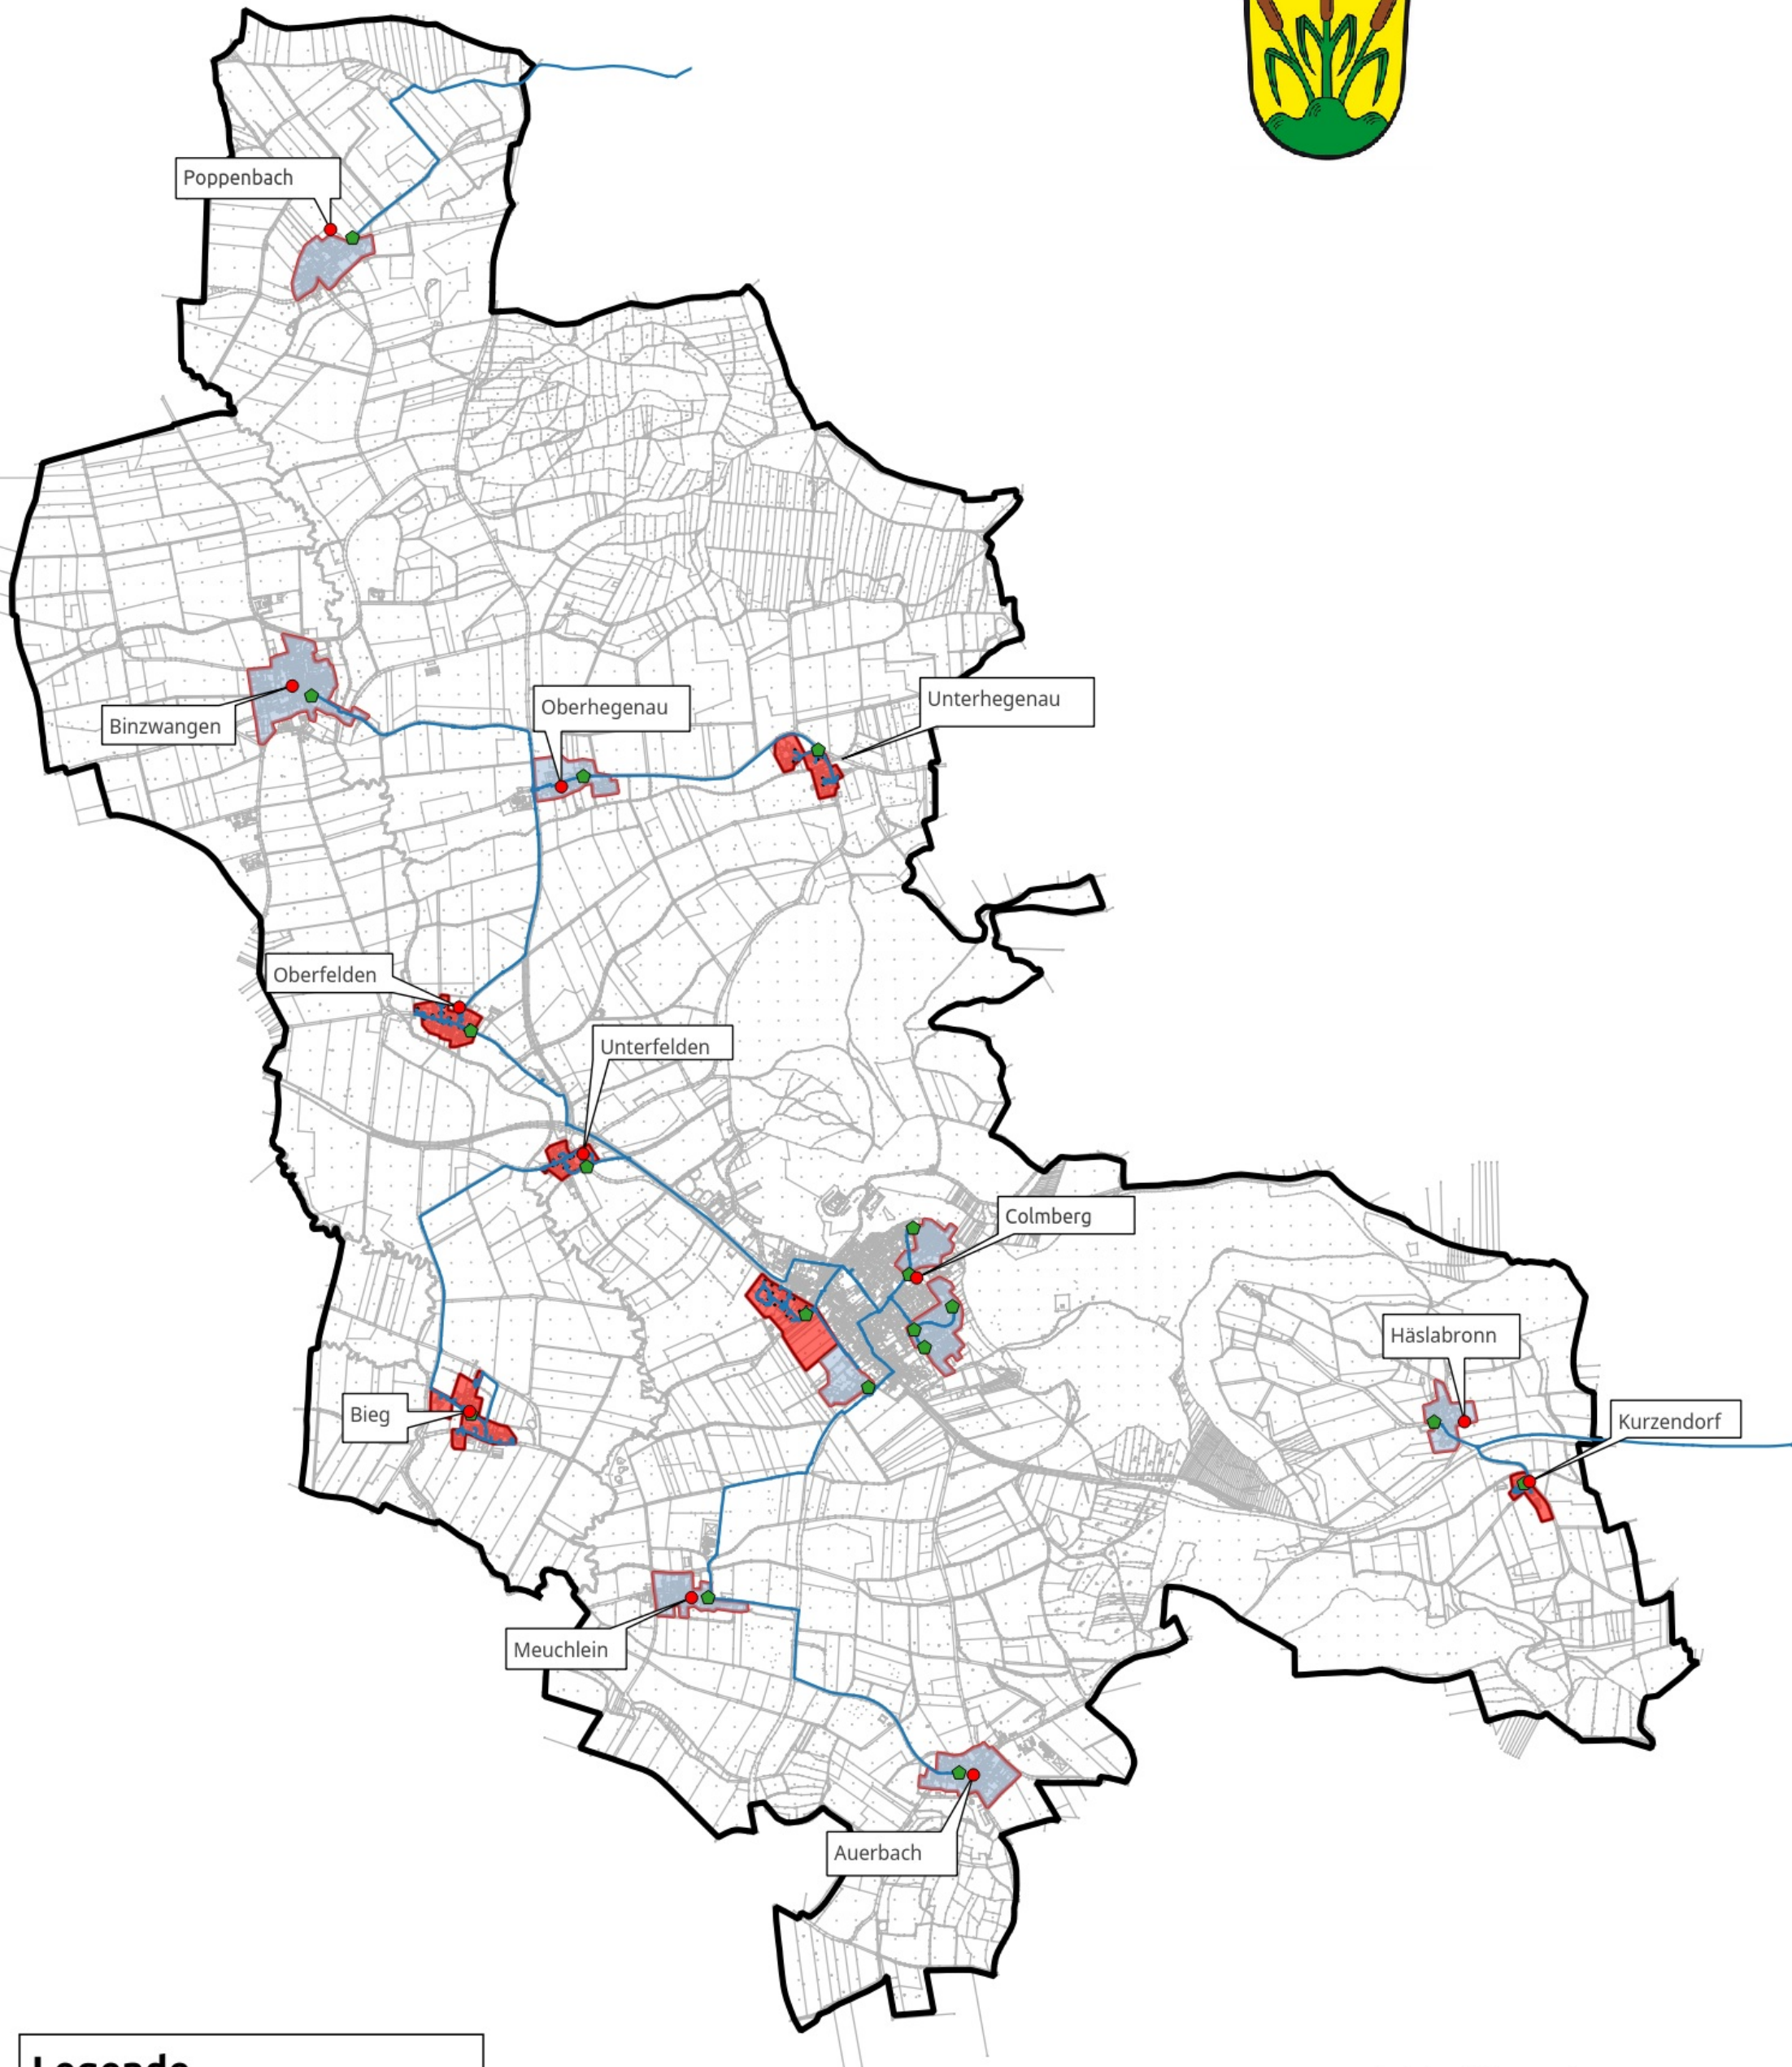 Poppenbach
Unterhegenau
Oberhegenau
Binzwangen
Oberfelden
Unterfelden
Colmberg
Häslabronn
Bieg
Kurzendorf
Meuchlein
Auerbach
Legende